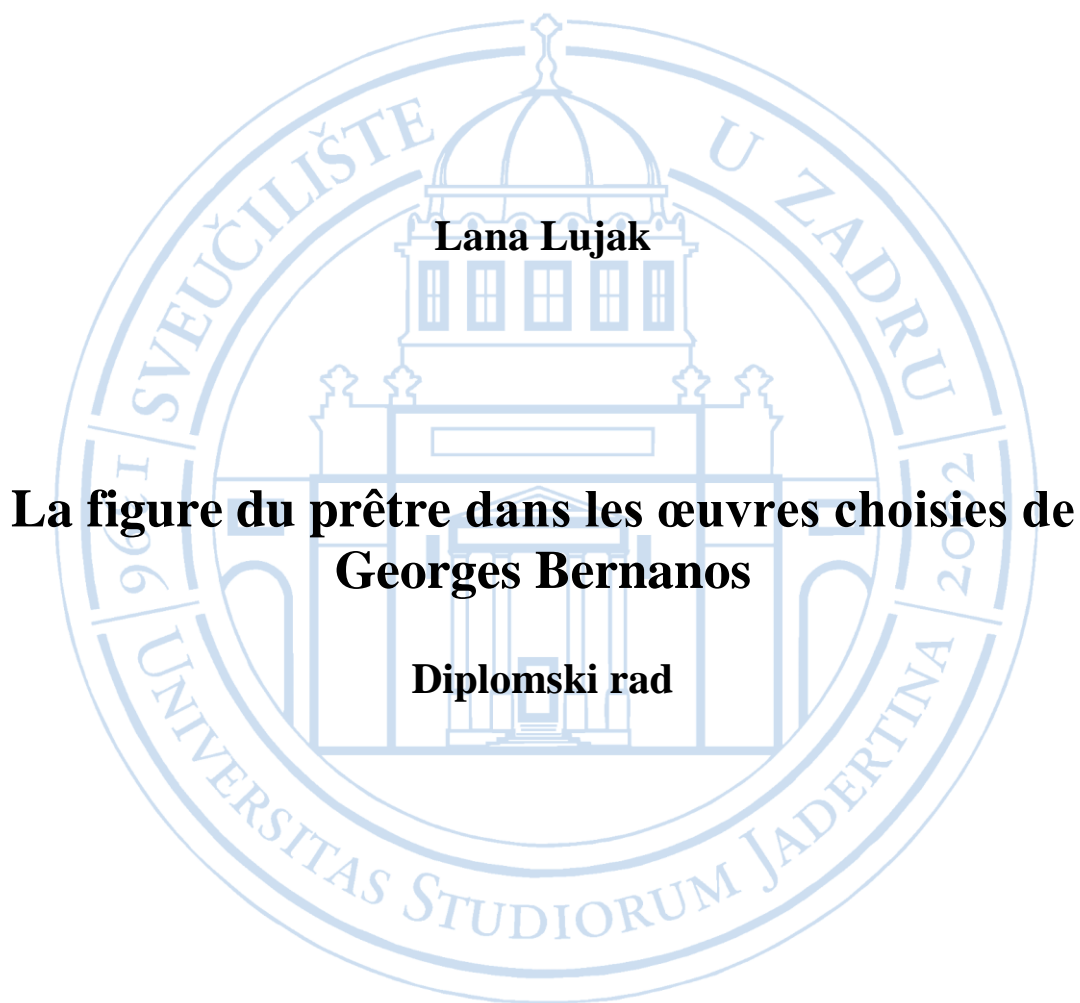 SVEUČILIŠTE U ZADRU
Lana Lujak
La figure du prêtre dans les œuvres choisies de
Georges Bernanos
Diplomski rad
1396
2002
UNIVERSITAS STUDIORUM JADERTINA